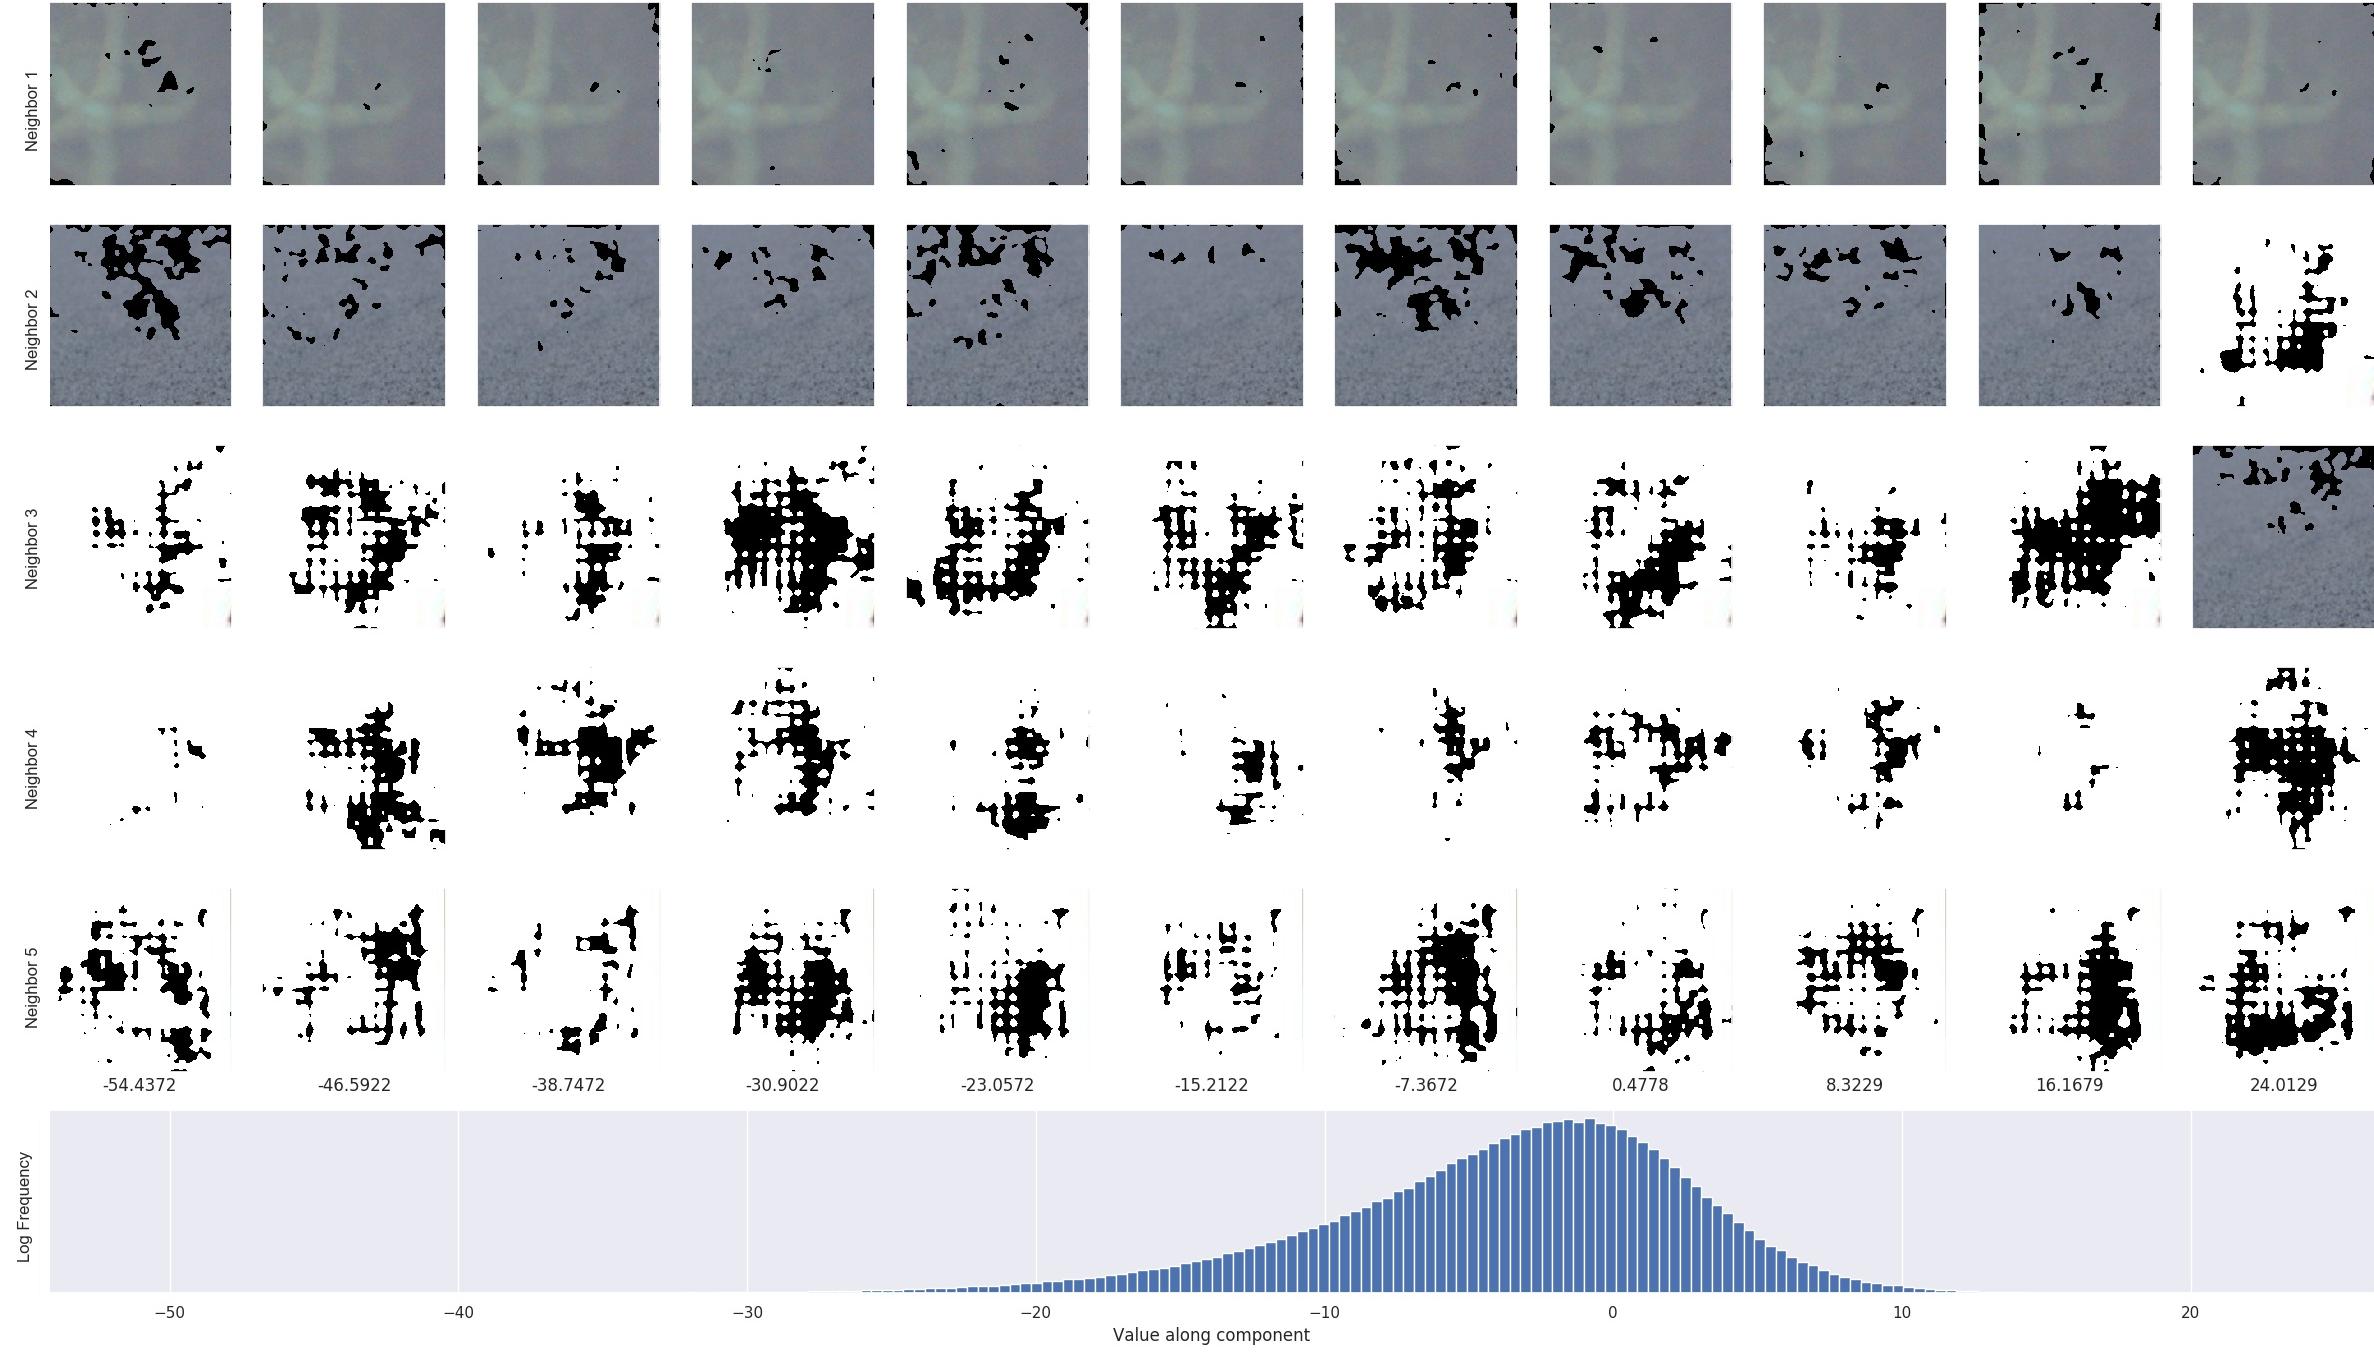 Neighbor 1
Neighbor 2
Neighbor 3
Neighbor 4
Neighbor 5
-54.4372 -46.5922 -38.7472 -30.9022 -23.0572 -15.2122 -7.3672 0.4778 8.3229 16.1679 24.0129
Log Frequency
−50 −40 −30 −20 −10 0 10 20
Value along component